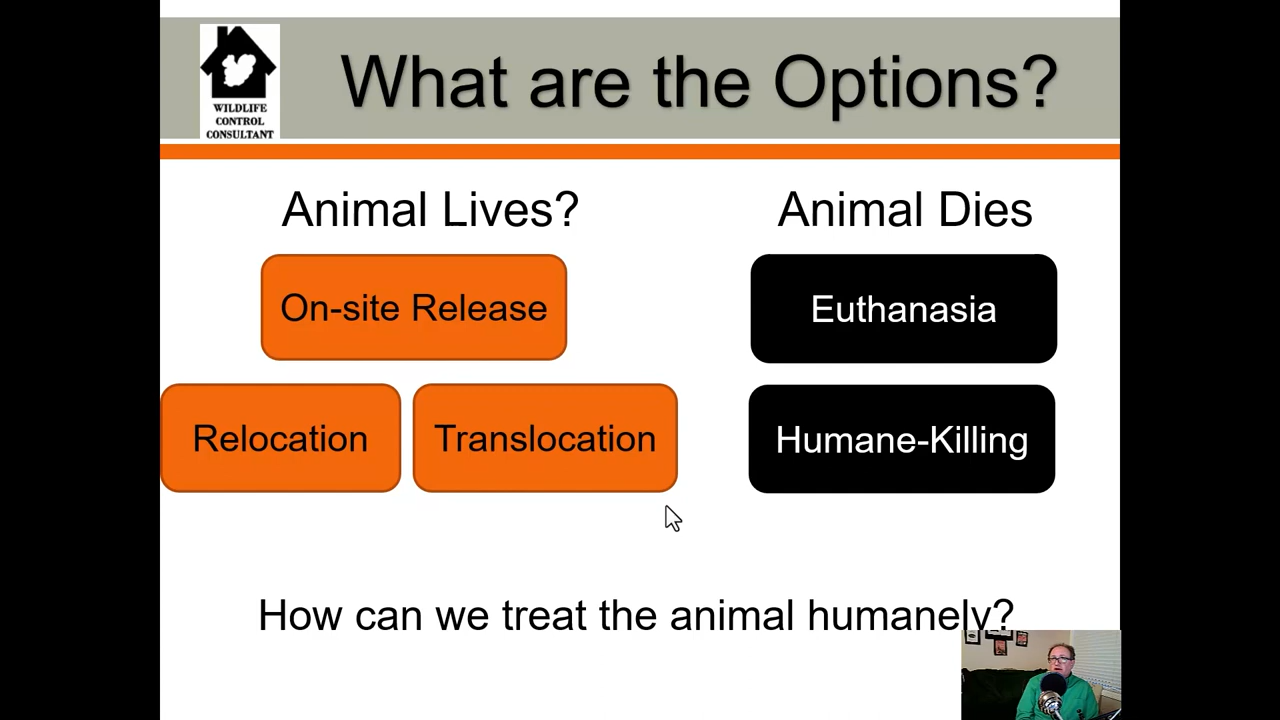 WILDLIFE
CONTROL
CONSULTANT
What are the Options?
Animal Lives?
Animal Dies
On-site Release
Euthanasia
Relocation
Translocation
Humane-Killing
How can we treat the animal humanely?